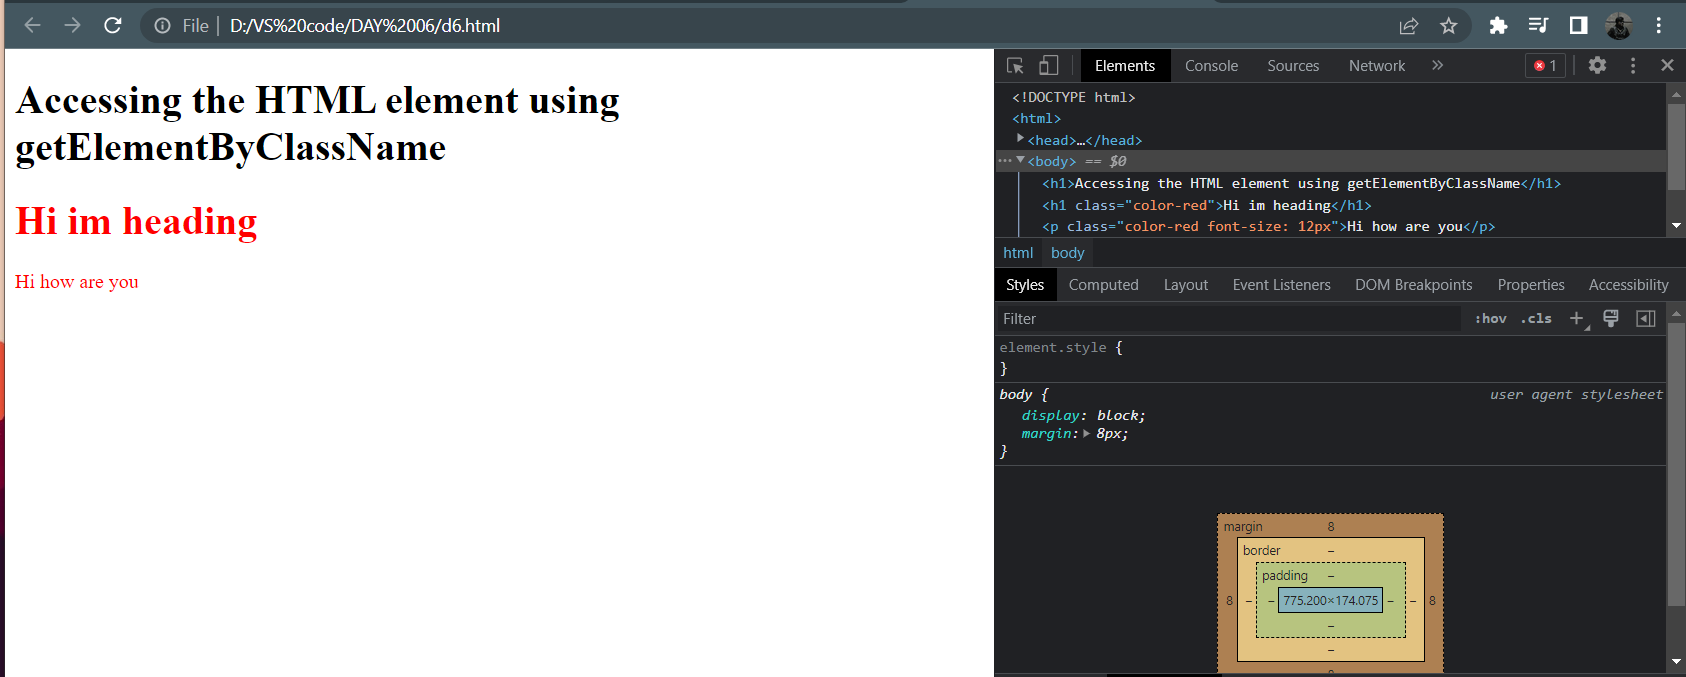 File | D:/VS%20code/DAY%2006/d6.html
Accessing the HTML element using
getElementByClassName
Hi im heading
Hi how are you
Elements Console Sources Network » 1
<!DOCTYPE html>
<html>
<head>…</head>
<body> == $0
<h1>Accessing the HTML element using getElementByClassName</h1>
<h1 class="color-red">Hi im heading</h1>
<p class="color-red font-size: 12px">Hi how are you</p>
html body
Styles Computed Layout Event Listeners DOM Breakpoints Properties Accessibility
Filter :hov .cls +
element.style {
}
body { user agent stylesheet
display: block;
margin: 8px;
}
margin 8
border –
padding –
8 – – 775.200×174.075 – – 8
–
–